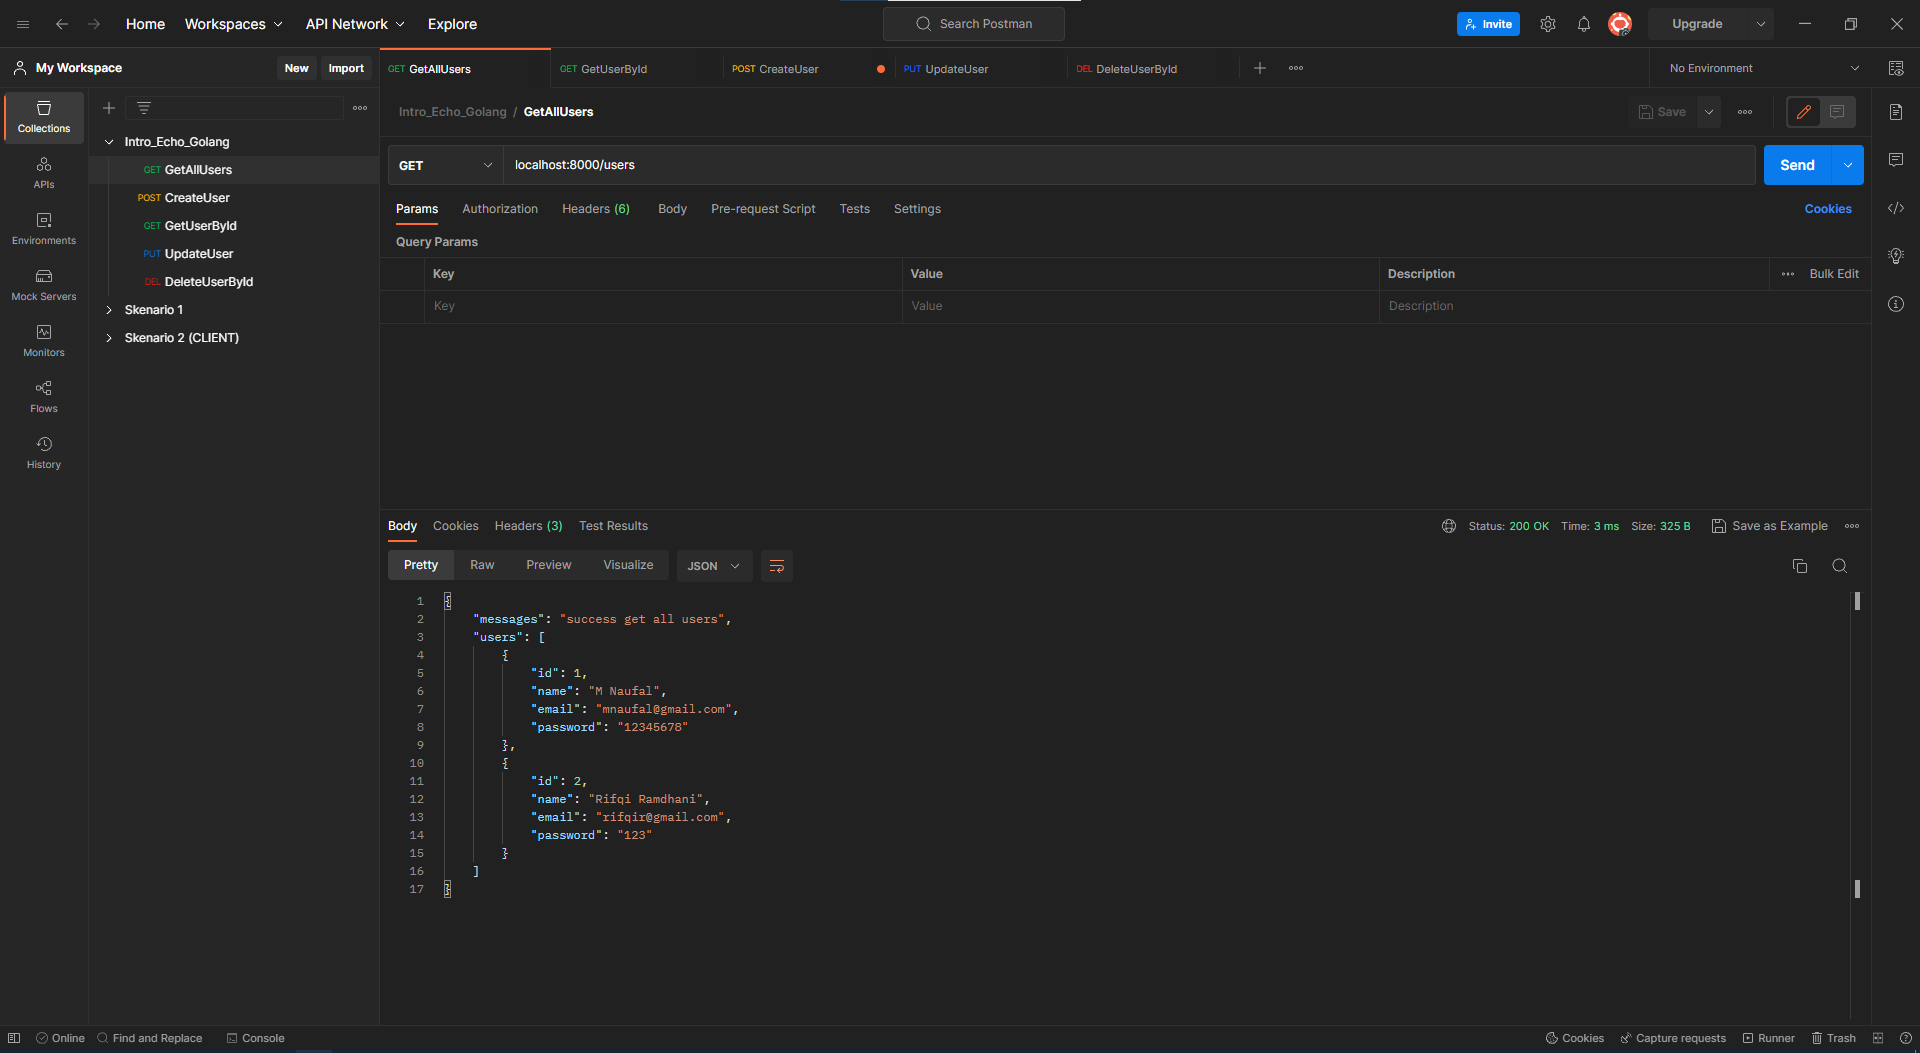 Home Workspaces API Network Explore Search Postman Invite Upgrade
My Workspace New Import GET GetAllUsers GET GetUserById POST CreateUser PUT UpdateUser DEL DeleteUserById No Environment
Collections
APIs
Environments
Mock Servers
Monitors
Flows
History
Intro_Echo_Golang
GET GetAllUsers
POST CreateUser
GET GetUserById
PUT UpdateUser
DEL DeleteUserById
Skenario 1
Skenario 2 (CLIENT)
Intro_Echo_Golang / GetAllUsers Save
GET localhost:8000/users Send
Params Authorization Headers (6) Body Pre-request Script Tests Settings Cookies
Query Params
Key Value Description Bulk Edit
Key Value Description
Body Cookies Headers (3) Test Results Status: 200 OK Time: 3 ms Size: 325 B Save as Example
Pretty Raw Preview Visualize JSON
1 {
2 "messages": "success get all users",
3 "users": [
4 {
5 "id": 1,
6 "name": "M Naufal",
7 "email": "mnaufal@gmail.com",
8 "password": "12345678"
9 },
10 {
11 "id": 2,
12 "name": "Rifqi Ramdhani",
13 "email": "rifqir@gmail.com",
14 "password": "123"
15 }
16 ]
17 }
Online Find and Replace Console Cookies Capture requests Runner Trash